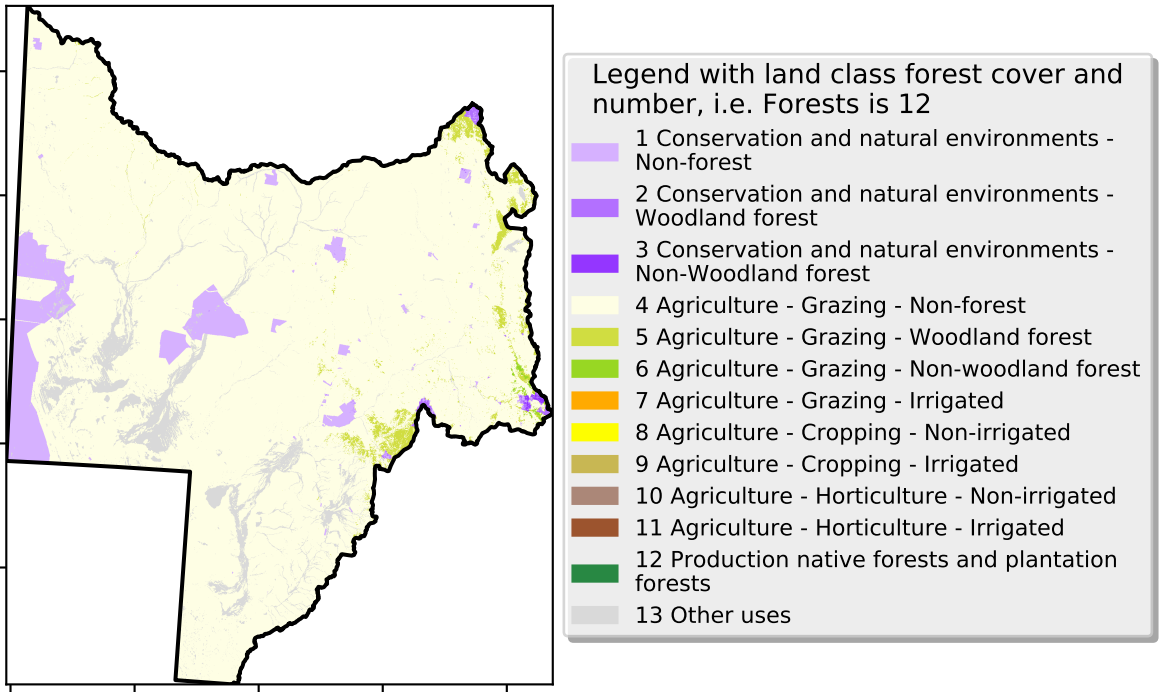 Legend with land class forest cover and
number, i.e. Forests is 12
1 Conservation and natural environments -
Non-forest
2 Conservation and natural environments -
Woodland forest
3 Conservation and natural environments -
Non-Woodland forest
4 Agriculture - Grazing - Non-forest
5 Agriculture - Grazing - Woodland forest
6 Agriculture - Grazing - Non-woodland forest
7 Agriculture - Grazing - Irrigated
8 Agriculture - Cropping - Non-irrigated
9 Agriculture - Cropping - Irrigated
10 Agriculture - Horticulture - Non-irrigated
11 Agriculture - Horticulture - Irrigated
12 Production native forests and plantation
forests
13 Other uses